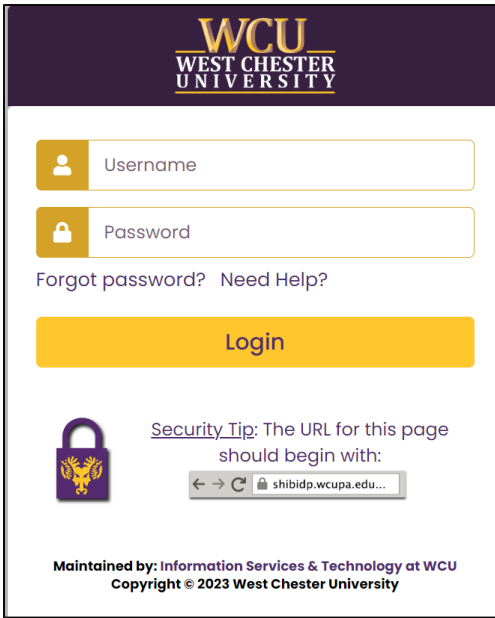 WCU
WEST CHESTER
UNIVERSITY
Username
Password
Forgot password? Need Help?
Login
Security Tip: The URL for this page
should begin with:
shibidp.wcupa.edu...
Maintained by: Information Services & Technology at WCU
Copyright © 2023 West Chester University